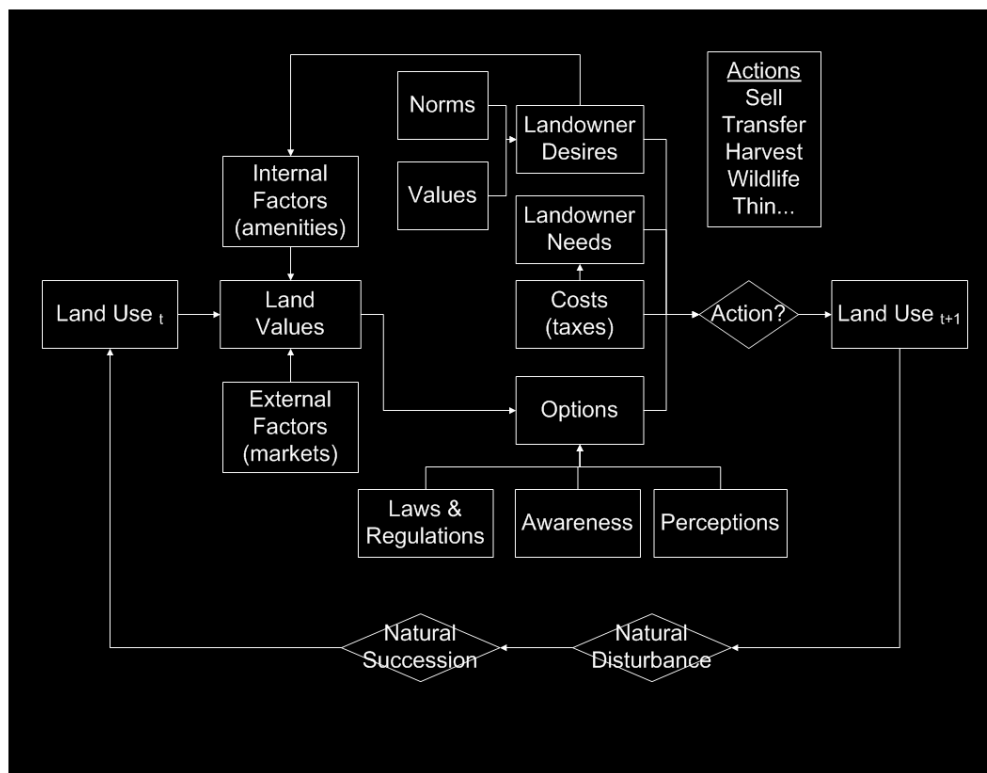 Norms
Values
Landowner
Desires
Actions
Sell
Transfer
Harvest
Wildlife
Thin...
Internal
Factors
(amenities)
Landowner
Needs
Land Use t
Land
Values
Costs
(taxes)
Action?
Land Use t+1
External
Factors
(markets)
Options
Laws &
Regulations
Awareness
Perceptions
Natural
Succession
Natural
Disturbance